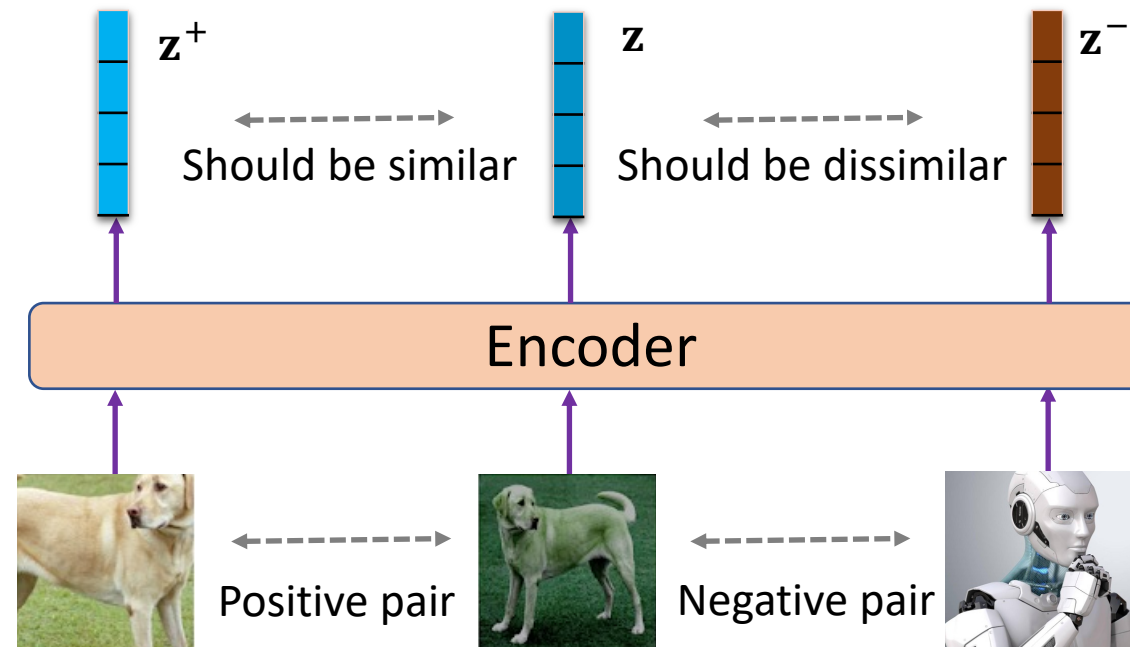 z⁺
z
z⁻
Should be similar
Should be dissimilar
Encoder
Positive pair
Negative pair